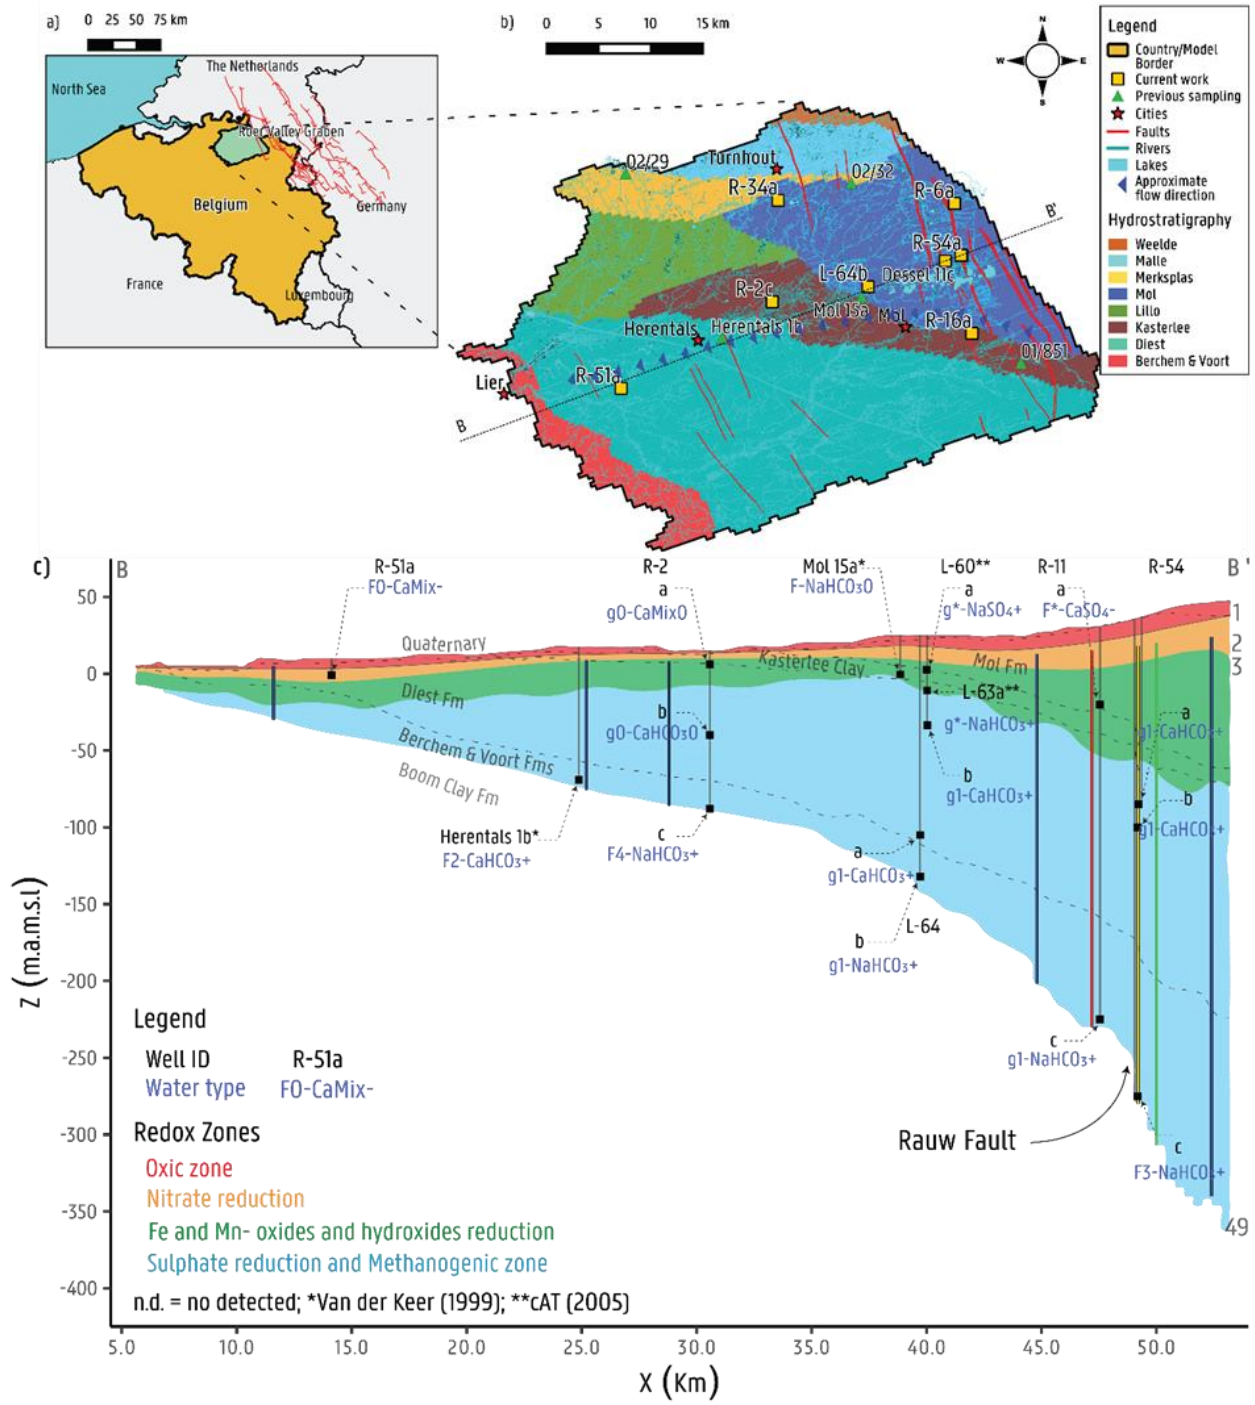 a)
0 25 50 75 km
North Sea
The Netherlands
Roer Valley Graben
Belgium
Germany
France
Luxembourg
b)
0 5 10 15 km
N
W E
S
02/29
Turnhout
02/32
R-34a
R-6a
B'
R-54a
L-64b
Dessel 11c
R-2c
Mol 15a
Mol
R-16a
Herentals
Herentals 1b
01/851
R-51a
Lier
B
Legend
Country/Model
Border
Current work
Previous sampling
Cities
Faults
Rivers
Lakes
Approximate
flow direction
Hydrostratigraphy
Weelde
Malle
Merksplas
Mol
Lillo
Kasterlee
Diest
Berchem & Voort
c)
B
R-51a
F0-CaMix-
R-2
a
g0-CaMix0
Mol 15a*
F-NaHCO₃0
L-60**
a
g*-NaSO₄+
R-11
a
F*-CaSO₄-
R-54
B'
1
2
3
Quaternary
Kasterlee Clay
Mol Fm
Diest Fm
L-63a**
g*-NaHCO₃+
b
g0-CaHCO₃0
a
g1-CaHCO₃+
Berchem & Voort Fms
Boom Clay Fm
b
g1-CaHCO₃+
b
g1-CaHCO₃+
Herentals 1b*
F2-CaHCO₃+
c
F4-NaHCO₃+
a
g1-CaHCO₃+
L-64
b
g1-NaHCO₃+
c
g1-NaHCO₃+
Rauw Fault
c
F3-NaHCO₃+
49
Legend
Well ID R-51a
Water type F0-CaMix-
Redox Zones
Oxic zone
Nitrate reduction
Fe and Mn- oxides and hydroxides reduction
Sulphate reduction and Methanogenic zone
n.d. = no detected; *Van der Keer (1999); **cAT (2005)
Z (m.a.m.s.l)
50
0
-50
-100
-150
-200
-250
-300
-350
-400
5.0 10.0 15.0 20.0 25.0 30.0 35.0 40.0 45.0 50.0
X (Km)